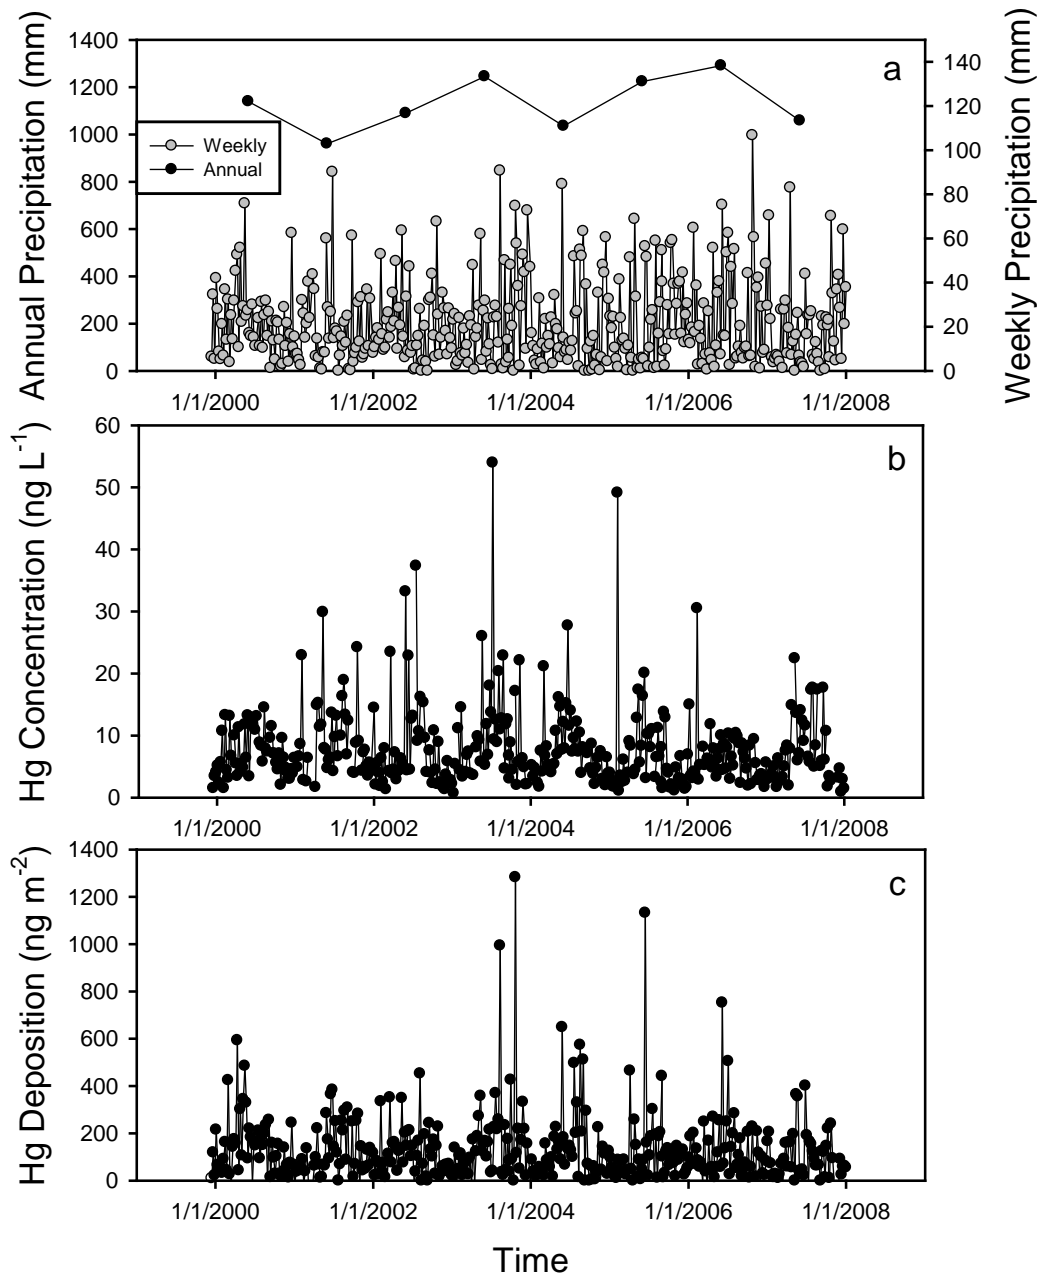 Annual Precipitation (mm)
1400
1200
1000
800
600
400
200
0
a
Weekly
Annual
140
120
100
80
60
40
20
0
Weekly Precipitation (mm)
1/1/2000 1/1/2002 1/1/2004 1/1/2006 1/1/2008
Hg Concentration (ng L-1)
60
50
40
30
20
10
0
b
1/1/2000 1/1/2002 1/1/2004 1/1/2006 1/1/2008
Hg Deposition (ng m-2)
1400
1200
1000
800
600
400
200
0
c
1/1/2000 1/1/2002 1/1/2004 1/1/2006 1/1/2008
Time